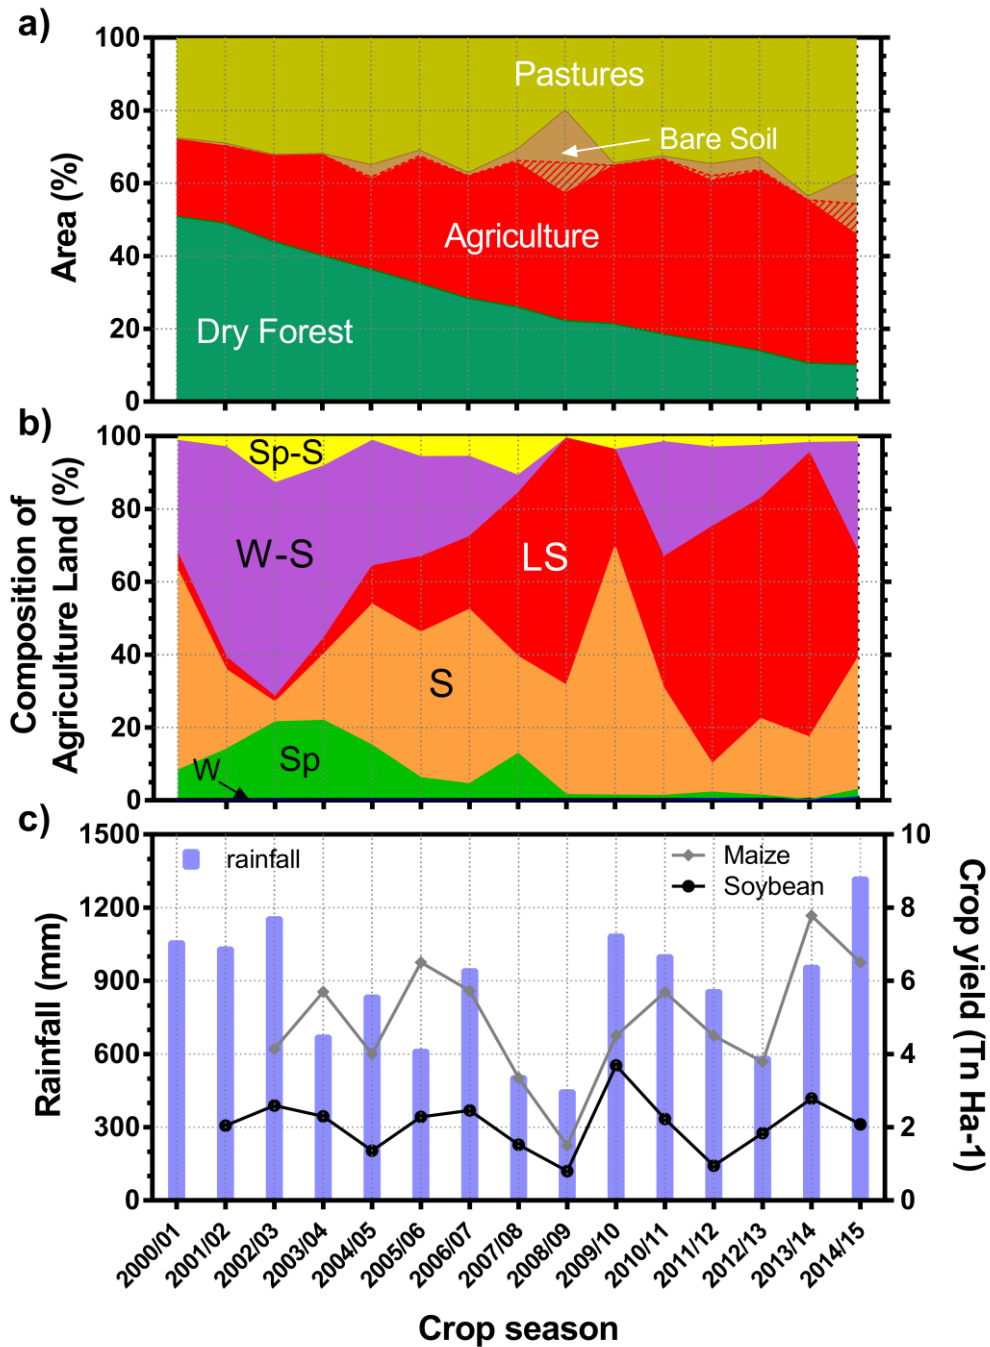 a)
100
80
60
40
20
0
Area (%)
Pastures
Bare Soil
Agriculture
Dry Forest
b)
100
80
60
40
20
0
Composition of
Agriculture Land (%)
Sp-S
W-S
LS
S
Sp
W
c)
1500
1200
900
600
300
0
Rainfall (mm)
rainfall
Maize
Soybean
10
8
6
4
2
0
Crop yield (Tn Ha-1)
2000/01
2001/02
2002/03
2003/04
2004/05
2005/06
2006/07
2007/08
2008/09
2009/10
2010/11
2011/12
2012/13
2013/14
2014/15
Crop season